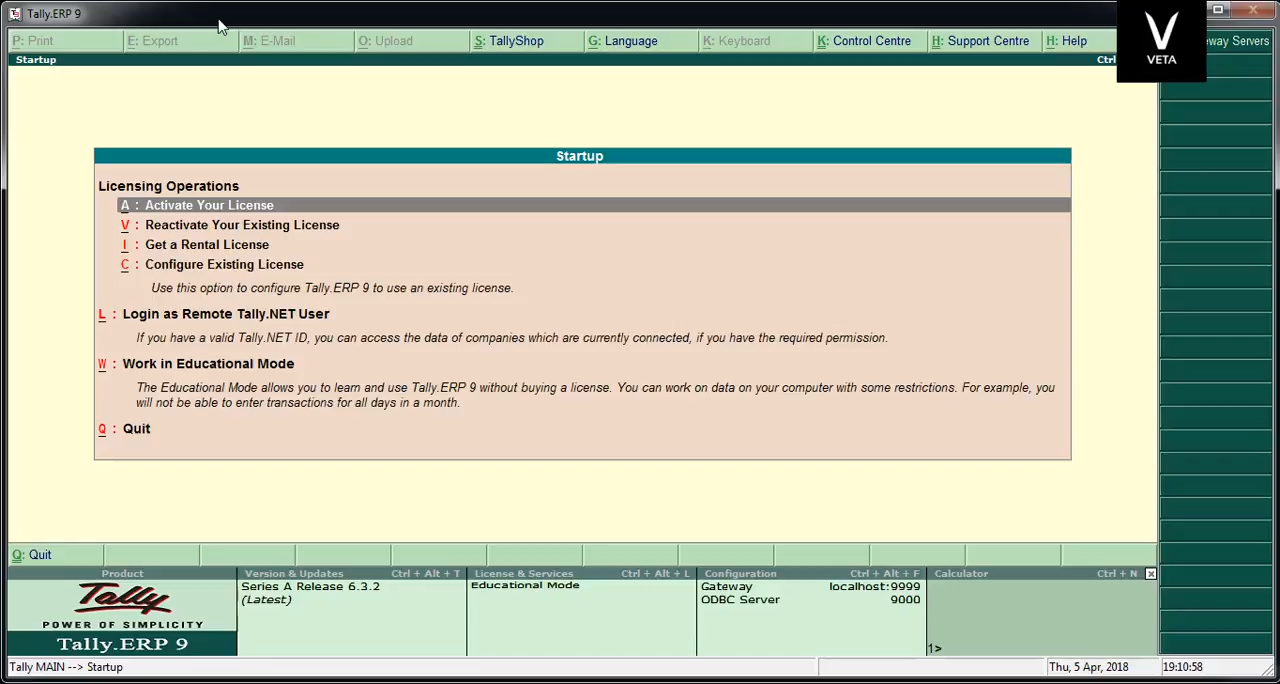 Tally.ERP 9
P: Print E: Export M: E-Mail O: Upload S: TallyShop G: Language K: Keyboard K: Control Centre H: Support Centre H: Help
VETA
way Servers
Startup Ctrl
Startup
Licensing Operations
A : Activate Your License
V : Reactivate Your Existing License
I : Get a Rental License
C : Configure Existing License
Use this option to configure Tally.ERP 9 to use an existing license.
L : Login as Remote Tally.NET User
If you have a valid Tally.NET ID, you can access the data of companies which are currently connected, if you have the required permission.
W : Work in Educational Mode
The Educational Mode allows you to learn and use Tally.ERP 9 without buying a license. You can work on data on your computer with some restrictions. For example, you
will not be able to enter transactions for all days in a month.
Q : Quit
Q: Quit
Product Version & Updates Ctrl + Alt + T License & Services Ctrl + Alt + L Configuration Ctrl + Alt + F Calculator Ctrl + N
Tally
POWER OF SIMPLICITY
Tally.ERP 9
Series A Release 6.3.2
(Latest)
Educational Mode
Gateway localhost:9999
ODBC Server 9000
1>
Tally MAIN --> Startup Thu, 5 Apr, 2018 19:10:58